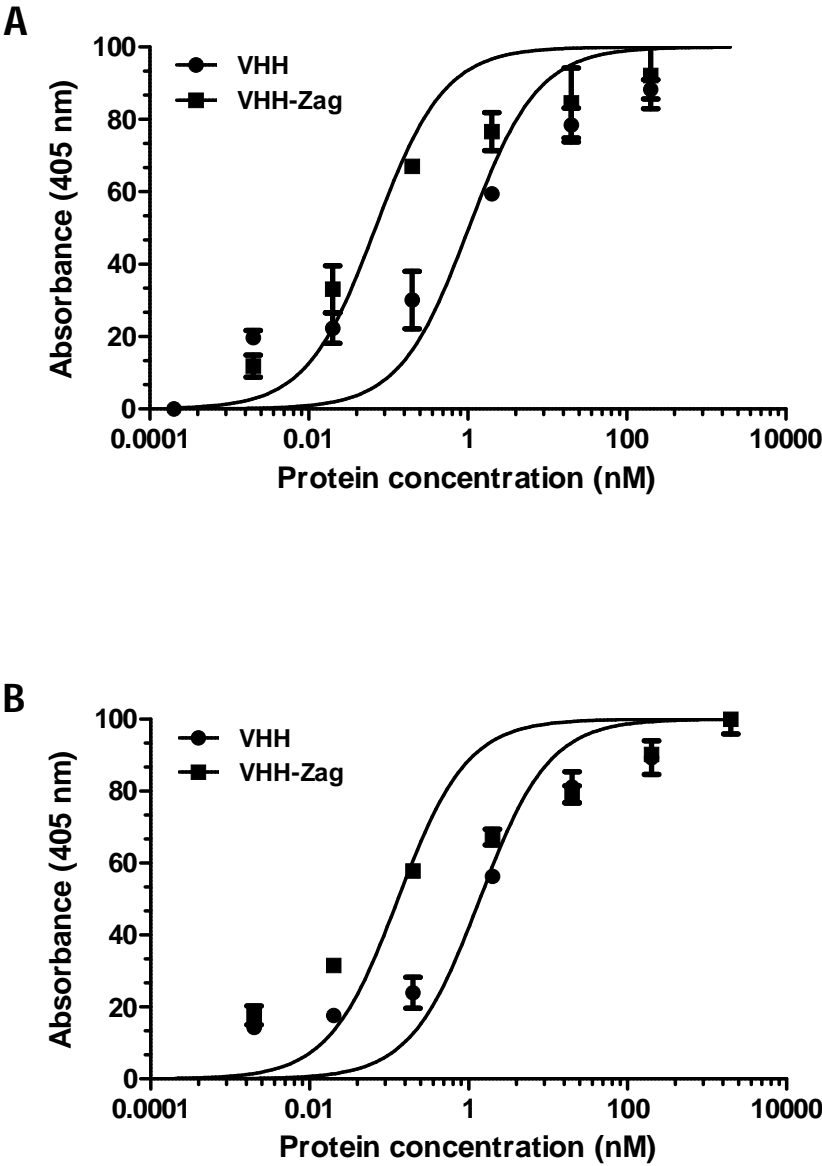 A
VHH
VHH-Zag
100
80
60
40
20
0
Absorbance (405 nm)
0.0001
0.01
1
100
10000
Protein concentration (nM)
B
VHH
VHH-Zag
100
80
60
40
20
0
Absorbance (405 nm)
0.0001
0.01
1
100
10000
Protein concentration (nM)